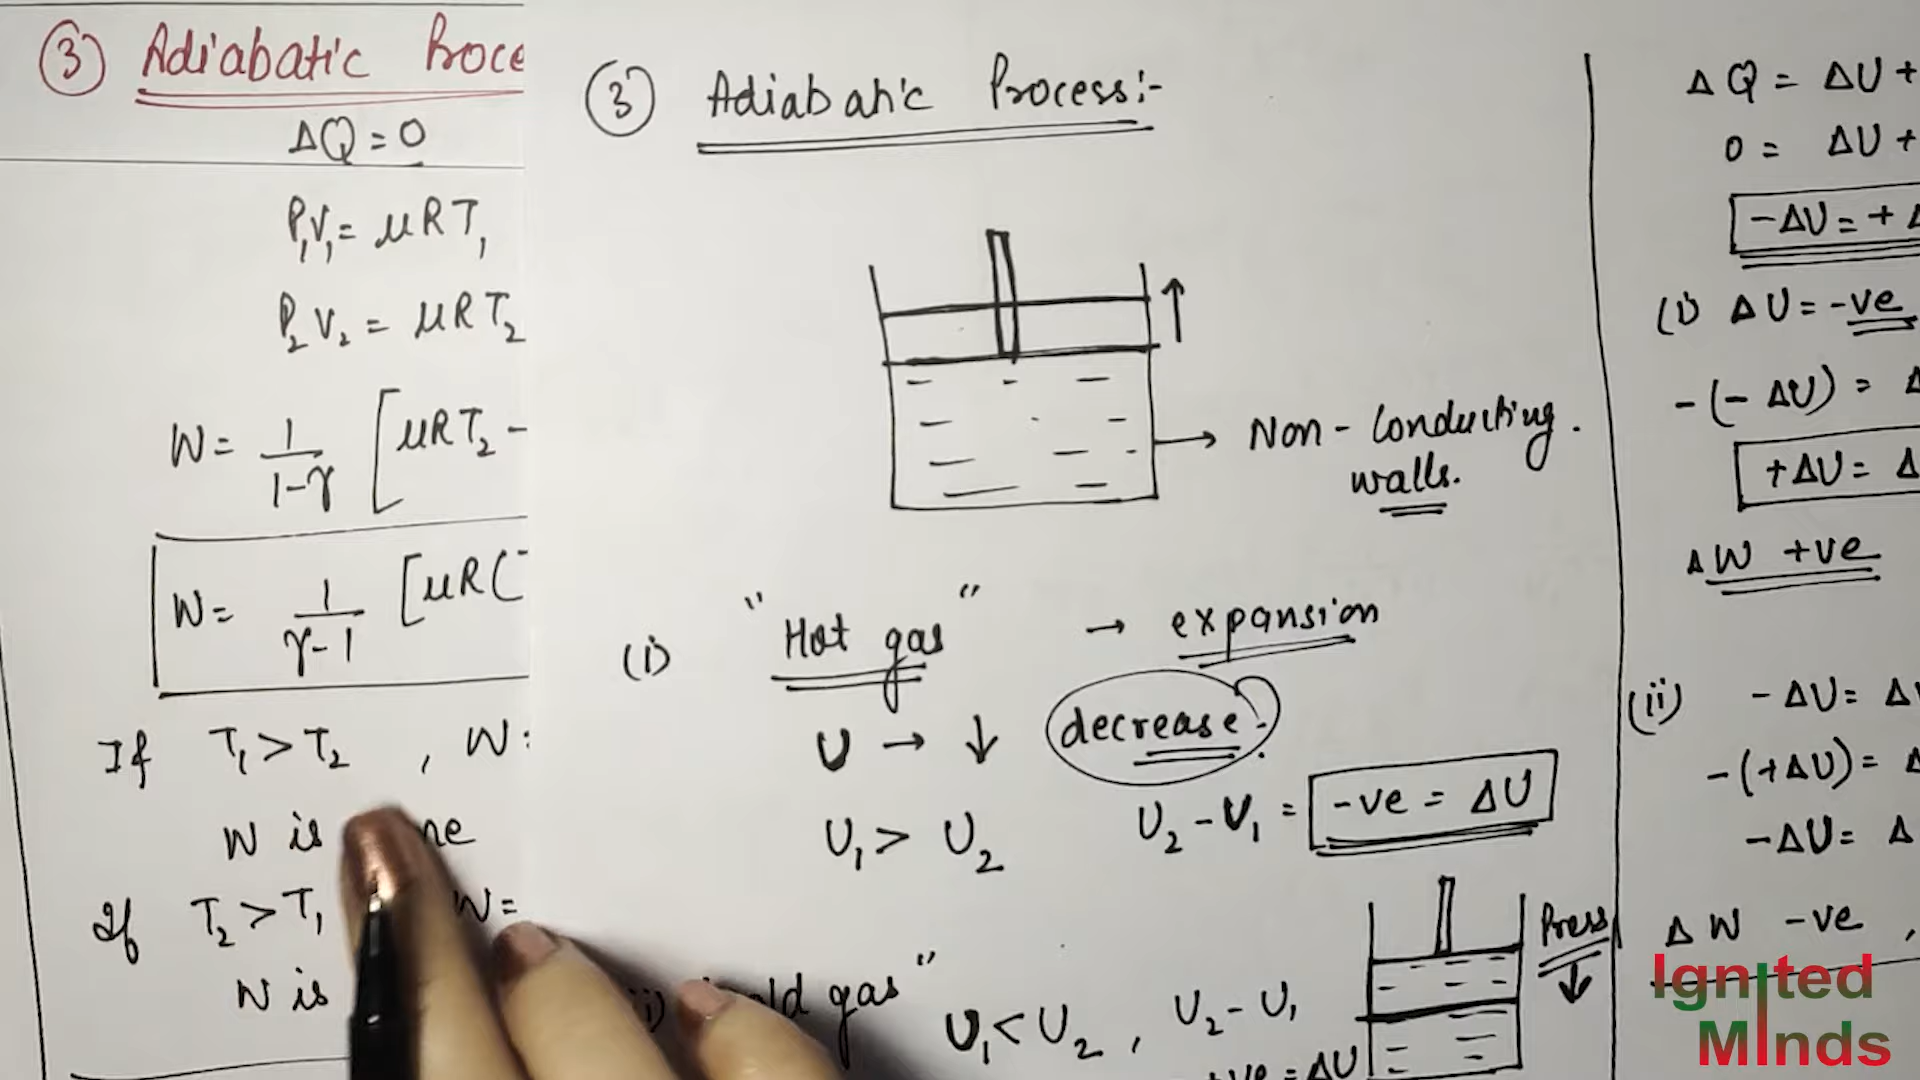 ③ Adiabatic Proce
ΔQ = 0
P₁V₁ = μRT₁
P₂V₂ = μRT₂
W = 1/(1-γ) [μRT₂ -
W = 1/(γ-1) [μR(
If T₁ > T₂ , W =
W is
If T₂ > T₁ W =
W is
③ Adiabatic Process:-
Non-Conducting.
walls.
(i) "Hot gas" → expansion
U → ↓ decrease.
U₁ > U₂ U₂ - U₁ = -ve = ΔU
Press
gas"
U₁ < U₂ , U₂ - U₁
+ve = ΔU
ΔQ = ΔU +
0 = ΔU +
-ΔU = + Δ
(i) ΔU = -ve
-(-ΔU) = Δ
+ΔU = Δ
ΔW +ve
(ii) -ΔU = Δ
-(+ΔU) = Δ
-ΔU = Δ
ΔW -ve ,
Ignited
Minds